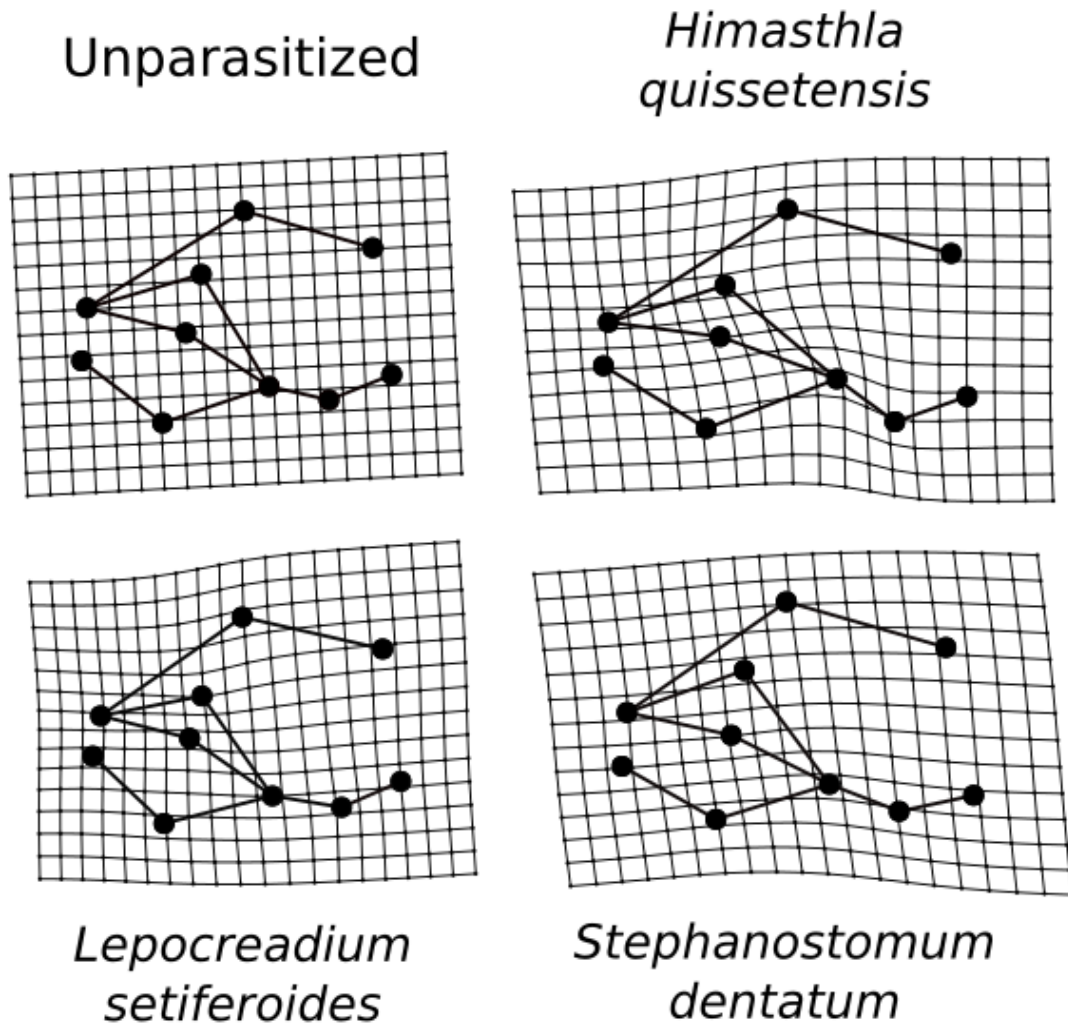 Unparasitized
Himasthla
quissetensis
Lepocreadium
setiferoides
Stephanostomum
dentatum